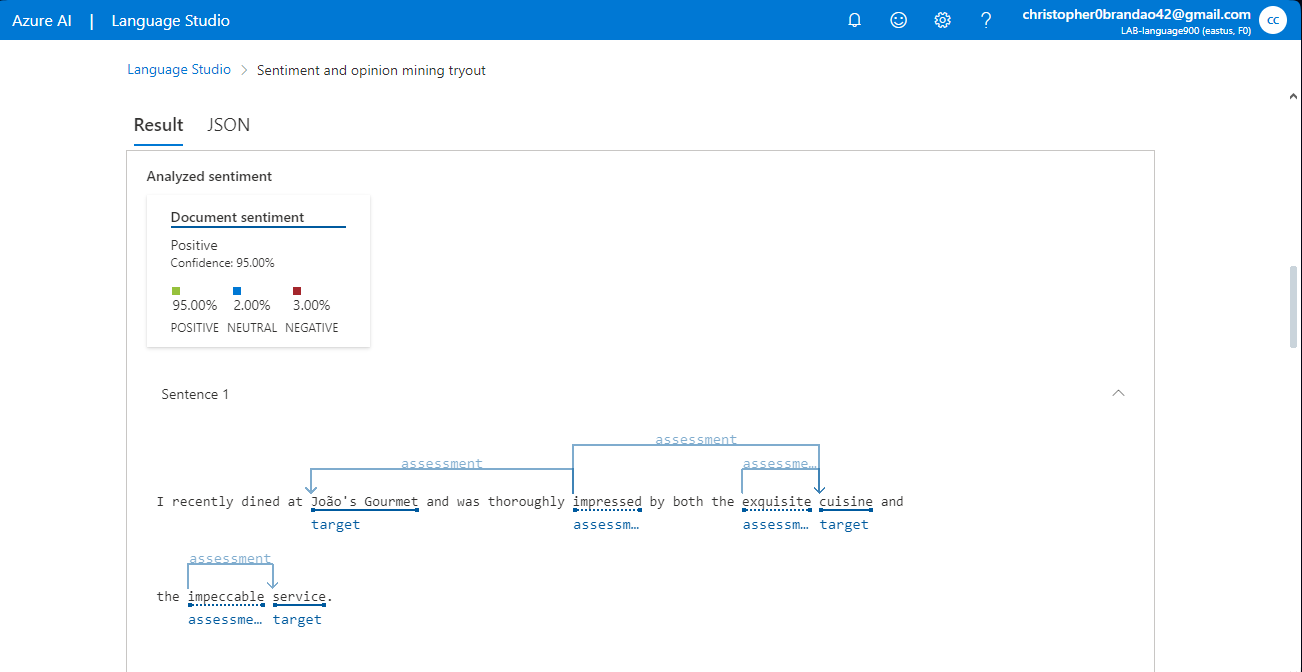 Azure AI | Language Studio
christopher0brandao42@gmail.com
LAB-language900 (eastus, F0)
CC
Language Studio > Sentiment and opinion mining tryout
Result JSON
Analyzed sentiment
Document sentiment
Positive
Confidence: 95.00%
95.00% 2.00% 3.00%
POSITIVE NEUTRAL NEGATIVE
Sentence 1
assessment
assessment assessme...
I recently dined at João's Gourmet and was thoroughly impressed by both the exquisite cuisine and
target assessm... assessm... target
assessment
the impeccable service.
assessme... target